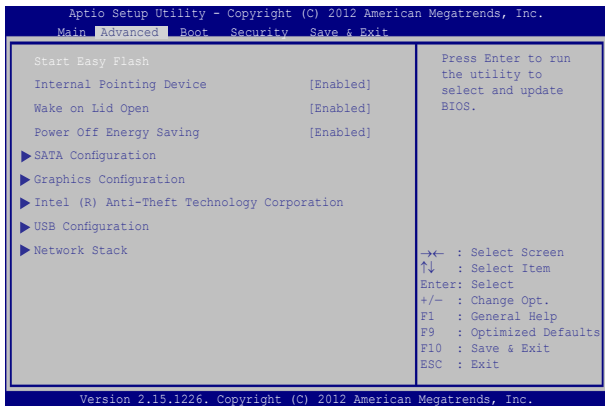 Aptio Setup Utility - Copyright (C) 2012 American Megatrends, Inc.
Main Advanced Boot Security Save & Exit
Start Easy Flash
Internal Pointing Device [Enabled]
Wake on Lid Open [Enabled]
Power Off Energy Saving [Enabled]
SATA Configuration
Graphics Configuration
Intel (R) Anti-Theft Technology Corporation
USB Configuration
Network Stack
Press Enter to run
the utility to
select and update
BIOS.
→← : Select Screen
↑↓ : Select Item
Enter: Select
+/— : Change Opt.
F1 : General Help
F9 : Optimized Defaults
F10 : Save & Exit
ESC : Exit
Version 2.15.1226. Copyright (C) 2012 American Megatrends, Inc.